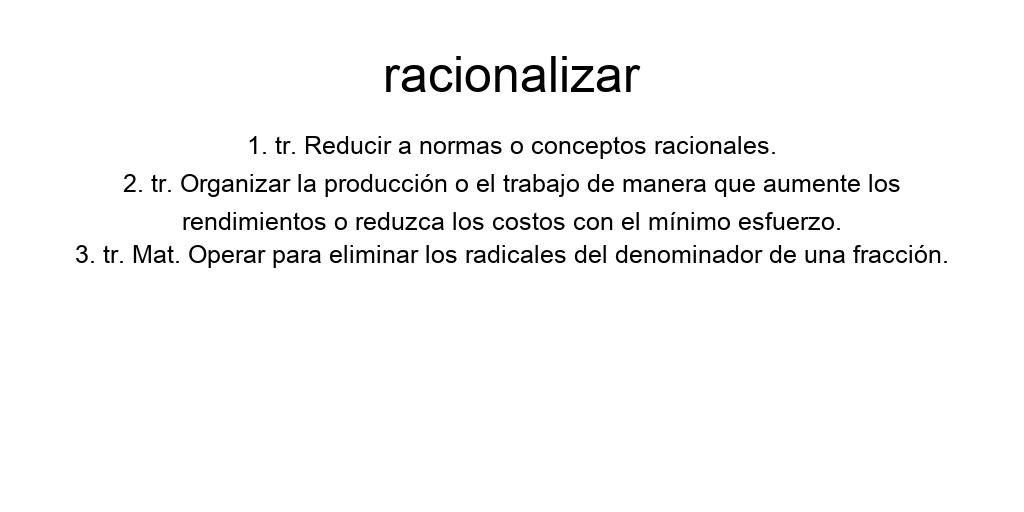 racionalizar
1. tr. Reducir a normas o conceptos racionales.
2. tr. Organizar la producción o el trabajo de manera que aumente los
rendimientos o reduzca los costos con el mínimo esfuerzo.
3. tr. Mat. Operar para eliminar los radicales del denominador de una fracción.